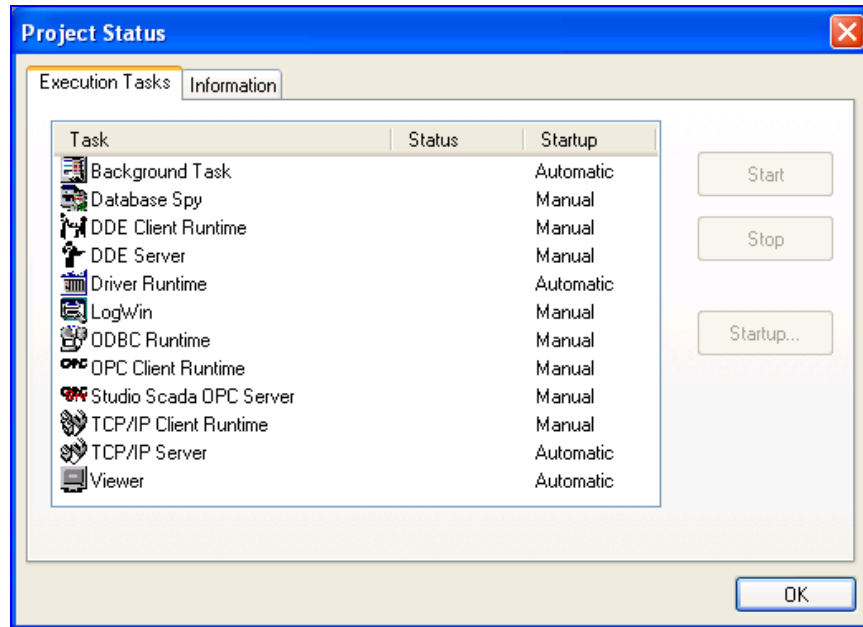 Project Status
Execution Tasks Information
Task Status Startup
Background Task Automatic
Database Spy Manual
DDE Client Runtime Manual
DDE Server Manual
Driver Runtime Automatic
LogWin Manual
ODBC Runtime Manual
OPC Client Runtime Manual
Studio Scada OPC Server Manual
TCP/IP Client Runtime Manual
TCP/IP Server Automatic
Viewer Automatic
Start
Stop
Startup...
OK